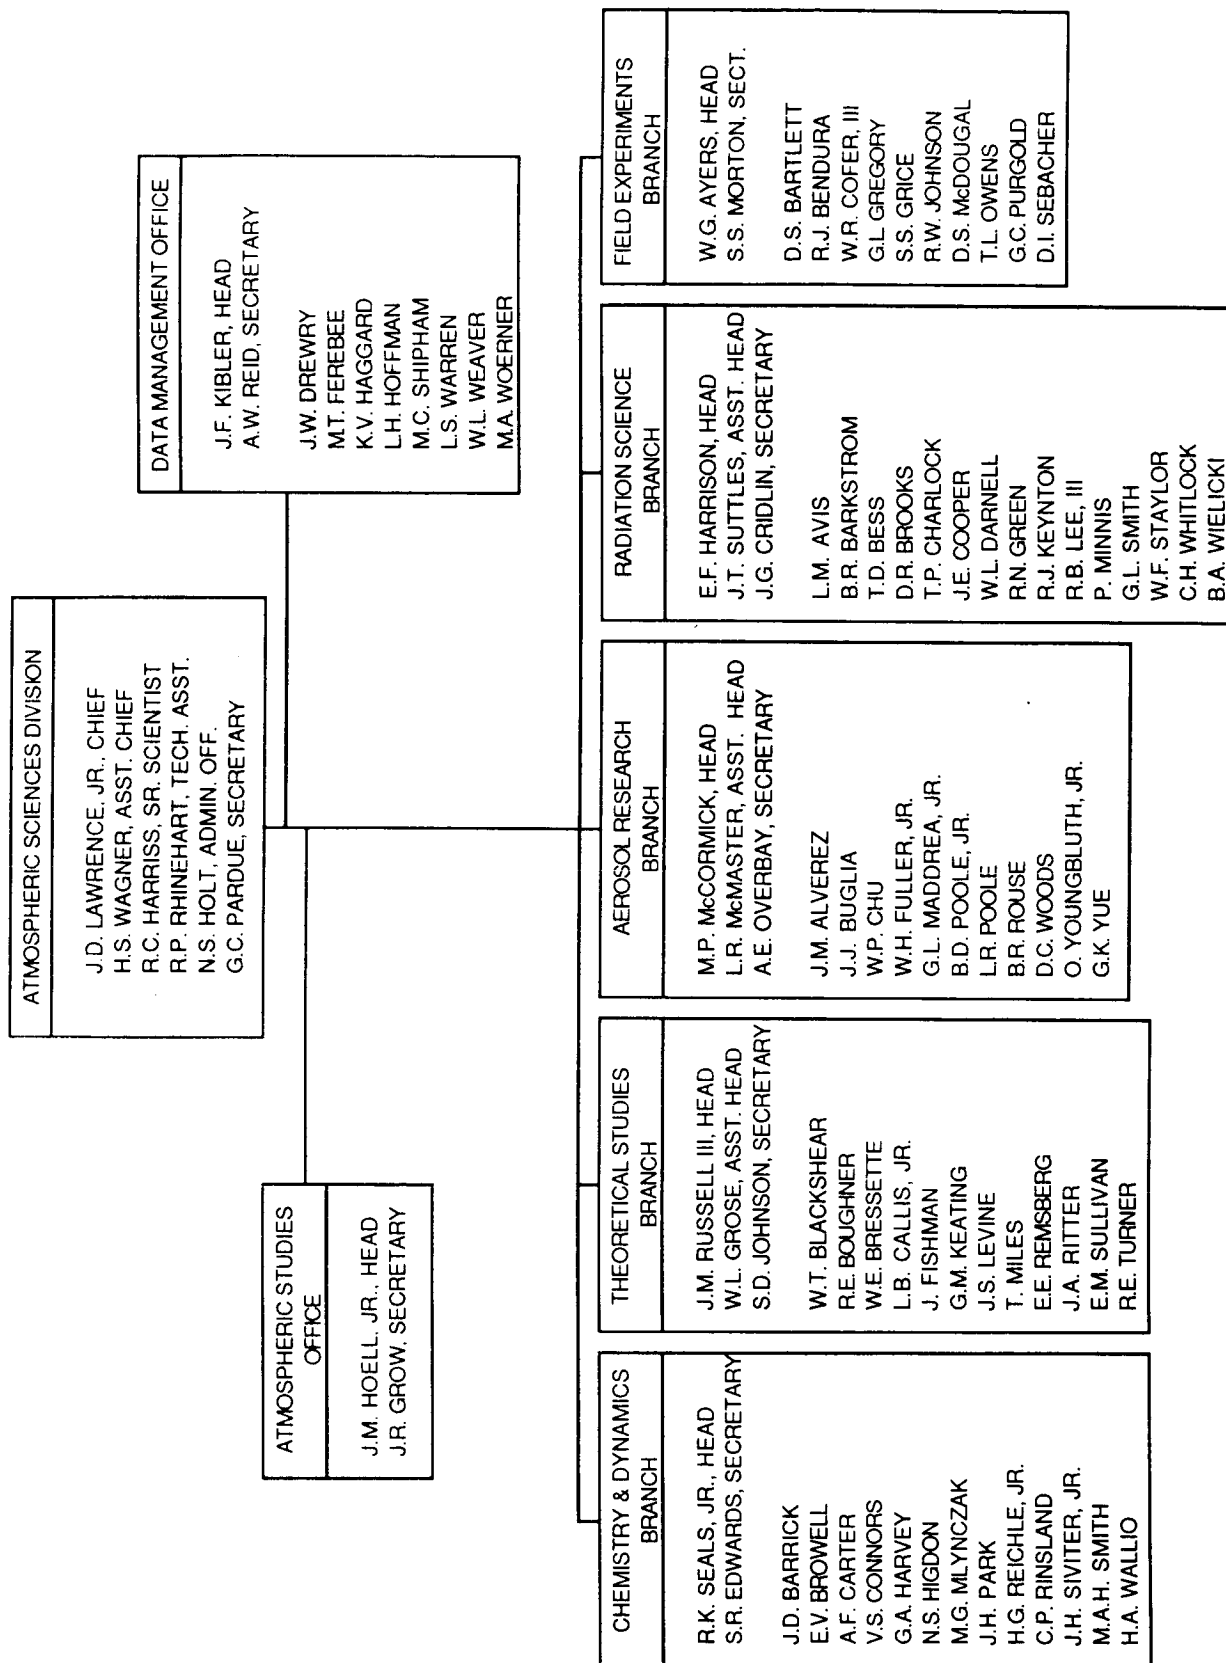 ATMOSPHERIC SCIENCES DIVISION
J.D. LAWRENCE, JR., CHIEF
H.S. WAGNER, ASST. CHIEF
R.C. HARRISS, SR. SCIENTIST
R.P. RHINEHART, TECH. ASST.
N.S. HOLT, ADMIN. OFF.
G.C. PARDUE, SECRETARY
ATMOSPHERIC STUDIES
OFFICE
J.M. HOELL, JR., HEAD
J.R. GROW, SECRETARY
DATA MANAGEMENT OFFICE
J.F. KIBLER, HEAD
A.W. REID, SECRETARY
J.W. DREWRY
M.T. FEREBEE
K.V. HAGGARD
L.H. HOFFMAN
M.C. SHIPHAM
L.S. WARREN
W.L. WEAVER
M.A. WOERNER
CHEMISTRY & DYNAMICS
BRANCH
R.K. SEALS, JR., HEAD
S.R. EDWARDS, SECRETARY
J.D. BARRICK
E.V. BROWELL
A.F. CARTER
V.S. CONNORS
G.A. HARVEY
N.S. HIGDON
M.G. MLYNCZAK
J.H. PARK
H.G. REICHLE, JR.
C.P. RINSLAND
J.H. SIVITER, JR.
M.A.H. SMITH
H.A. WALLIO
THEORETICAL STUDIES
BRANCH
J.M. RUSSELL III, HEAD
W.L. GROSE, ASST. HEAD
S.D. JOHNSON, SECRETARY
W.T. BLACKSHEAR
R.E. BOUGHNER
W.E. BRESSETTE
L.B. CALLIS, JR.
J. FISHMAN
G.M. KEATING
J.S. LEVINE
T. MILES
E.E. REMSBERG
J.A. RITTER
E.M. SULLIVAN
R.E. TURNER
AEROSOL RESEARCH
BRANCH
M.P. McCORMICK, HEAD
L.R. McMASTER, ASST. HEAD
A.E. OVERBAY, SECRETARY
J.M. ALVEREZ
J.J. BUGLIA
W.P. CHU
W.H. FULLER, JR.
G.L. MADDREA, JR.
B.D. POOLE, JR.
L.R. POOLE
B.R. ROUSE
D.C. WOODS
O. YOUNGBLUTH, JR.
G.K. YUE
RADIATION SCIENCE
BRANCH
E.F. HARRISON, HEAD
J.T. SUTTLES, ASST. HEAD
J.G. CRIDLIN, SECRETARY
L.M. AVIS
B.R. BARKSTROM
T.D. BESS
D.R. BROOKS
T.P. CHARLOCK
J.E. COOPER
W.L. DARNELL
R.N. GREEN
R.J. KEYNTON
R.B. LEE, III
P. MINNIS
G.L. SMITH
W.F. STAYLOR
C.H. WHITLOCK
B.A. WIELICKI
FIELD EXPERIMENTS
BRANCH
W.G. AYERS, HEAD
S.S. MORTON, SECT.
D.S. BARTLETT
R.J. BENDURA
W.R. COFER, III
G.L GREGORY
S.S. GRICE
R.W. JOHNSON
D.S. McDOUGAL
T.L. OWENS
G.C. PURGOLD
D.I. SEBACHER